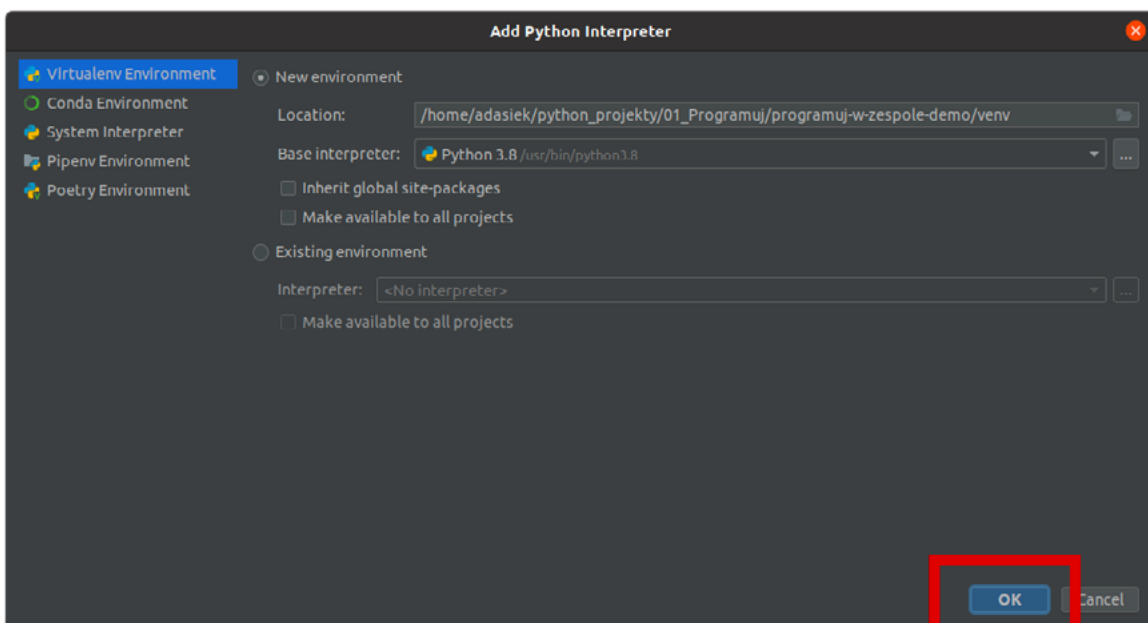 Add Python Interpreter
Virtualenv Environment
Conda Environment
System Interpreter
Pipenv Environment
Poetry Environment
New environment
Location: /home/adasiek/python_projekty/01_Programuj/programuj-w-zespole-demo/venv
Base interpreter: Python 3.8 /usr/bin/python3.8
...
Inherit global site-packages
Make available to all projects
Existing environment
Interpreter: <No interpreter>
...
Make available to all projects
OK
Cancel